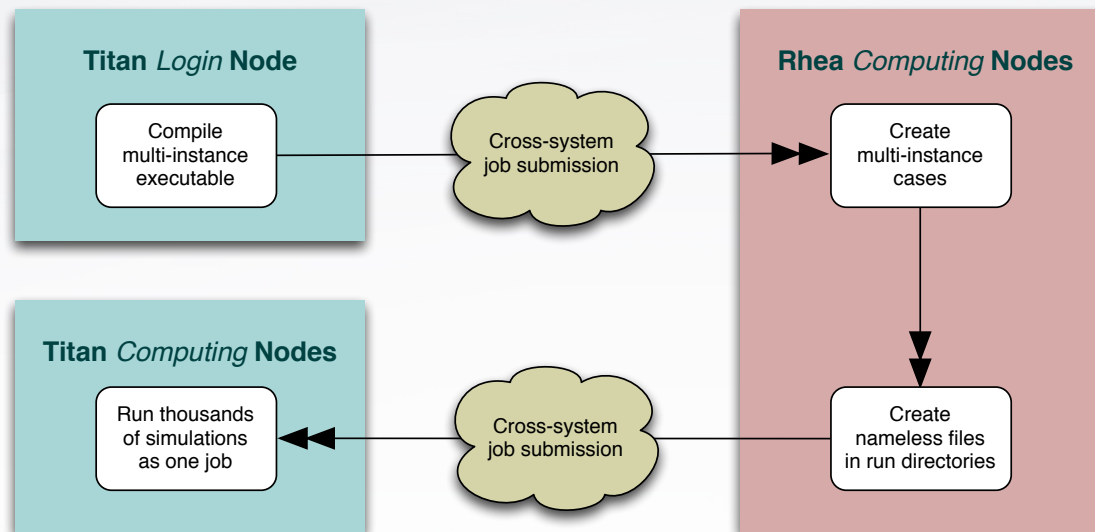 Titan Login Node
Compile
multi-instance
executable
Cross-system
job submission
Rhea Computing Nodes
Create
multi-instance
cases
Titan Computing Nodes
Run thousands
of simulations
as one job
Cross-system
job submission
Create
nameless files
in run directories